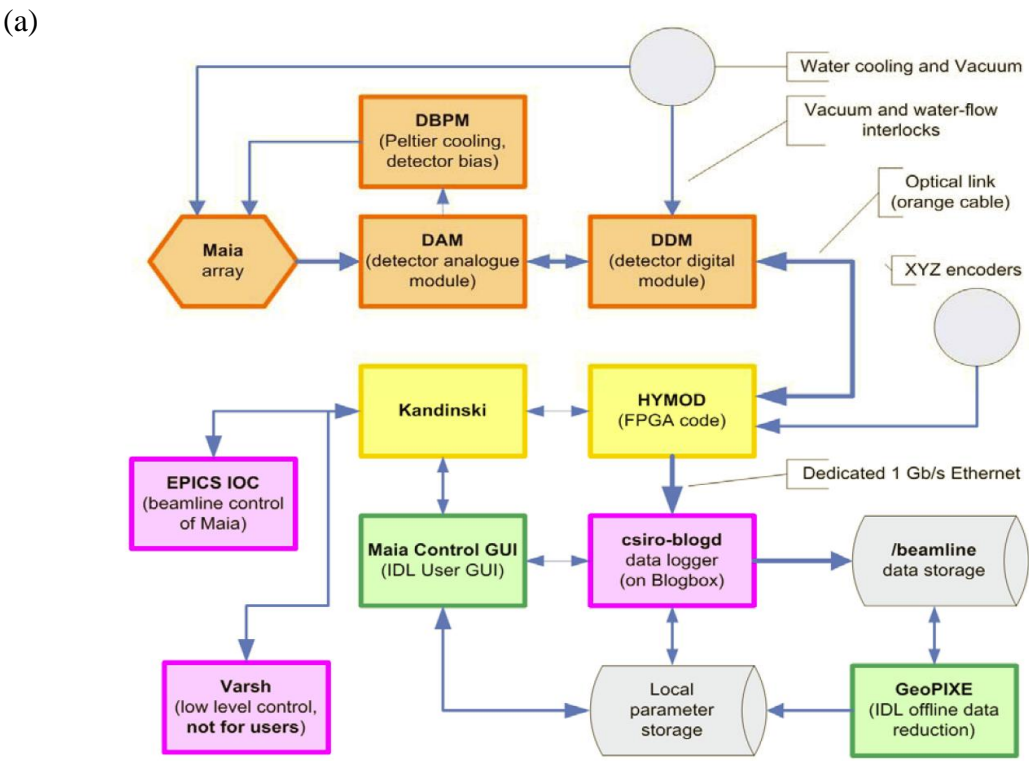 (a)
Water cooling and Vacuum
DBPM
(Peltier cooling,
detector bias)
Vacuum and water-flow
interlocks
Optical link
(orange cable)
Maia
array
DAM
(detector analogue
module)
DDM
(detector digital
module)
XYZ encoders
Kandinski
HYMOD
(FPGA code)
EPICS IOC
(beamline control
of Maia)
Dedicated 1 Gb/s Ethernet
Maia Control GUI
(IDL User GUI)
csiro-blogd
data logger
(on Blogbox)
/beamline
data storage
Varsh
(low level control,
not for users)
Local
parameter
storage
GeoPIXE
(IDL offline data
reduction)